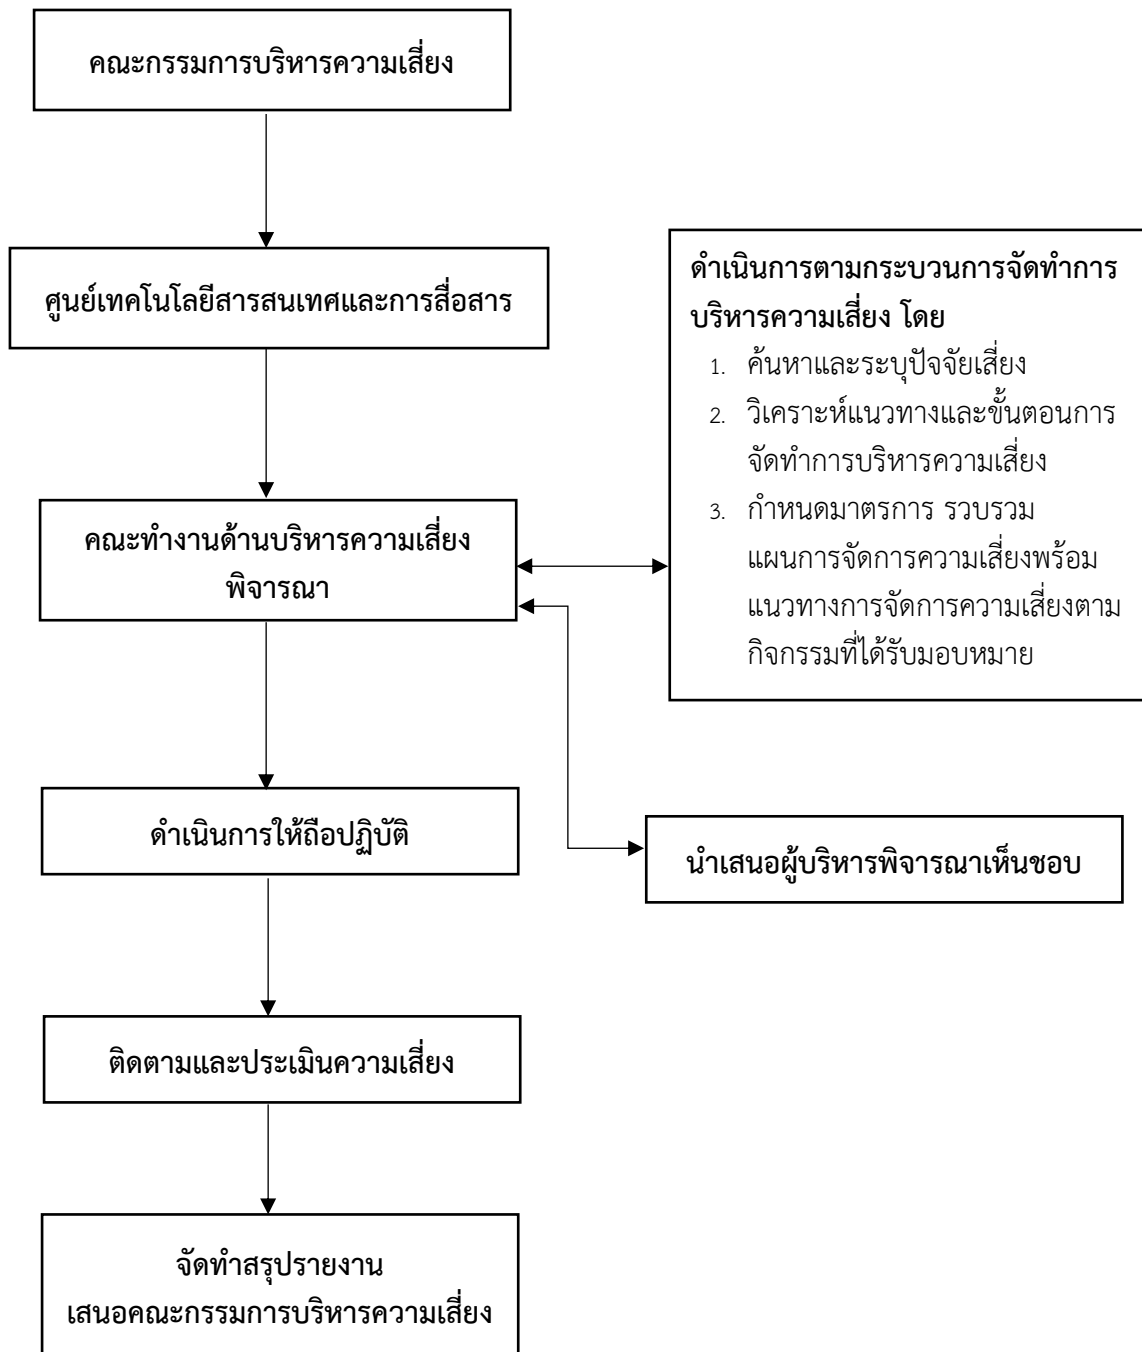 คณะกรรมการบริหารความเสี่ยง
ศูนย์เทคโนโลยีสารสนเทศและการสื่อสาร
ดำเนินการตามกระบวนการจัดทำการ
บริหารความเสี่ยง โดย
1. ค้นหาและระบุปัจจัยเสี่ยง
2. วิเคราะห์แนวทางและขั้นตอนการ
จัดทำการบริหารความเสี่ยง
3. กำหนดมาตรการ รวบรวม
แผนการจัดการความเสี่ยงพร้อม
แนวทางการจัดการความเสี่ยงตาม
กิจกรรมที่ได้รับมอบหมาย
คณะทำงานด้านบริหารความเสี่ยง
พิจารณา
ดำเนินการให้ถือปฏิบัติ
นำเสนอผู้บริหารพิจารณาเห็นชอบ
ติดตามและประเมินความเสี่ยง
จัดทำสรุปรายงาน
เสนอคณะกรรมการบริหารความเสี่ยง